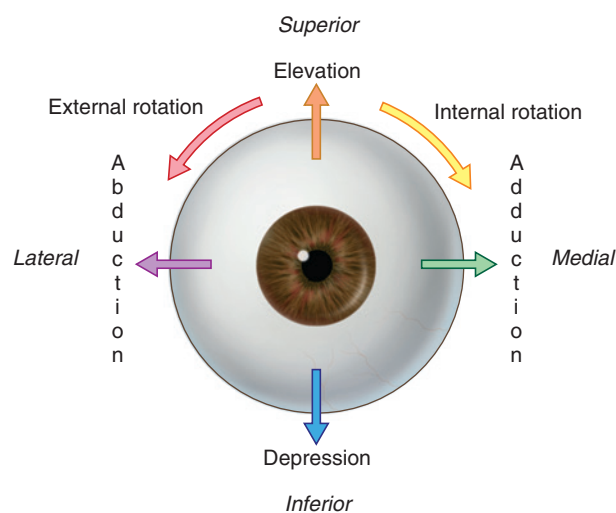 Superior
Elevation
External rotation
Internal rotation
Abduction
Adduction
Lateral
Medial
Depression
Inferior